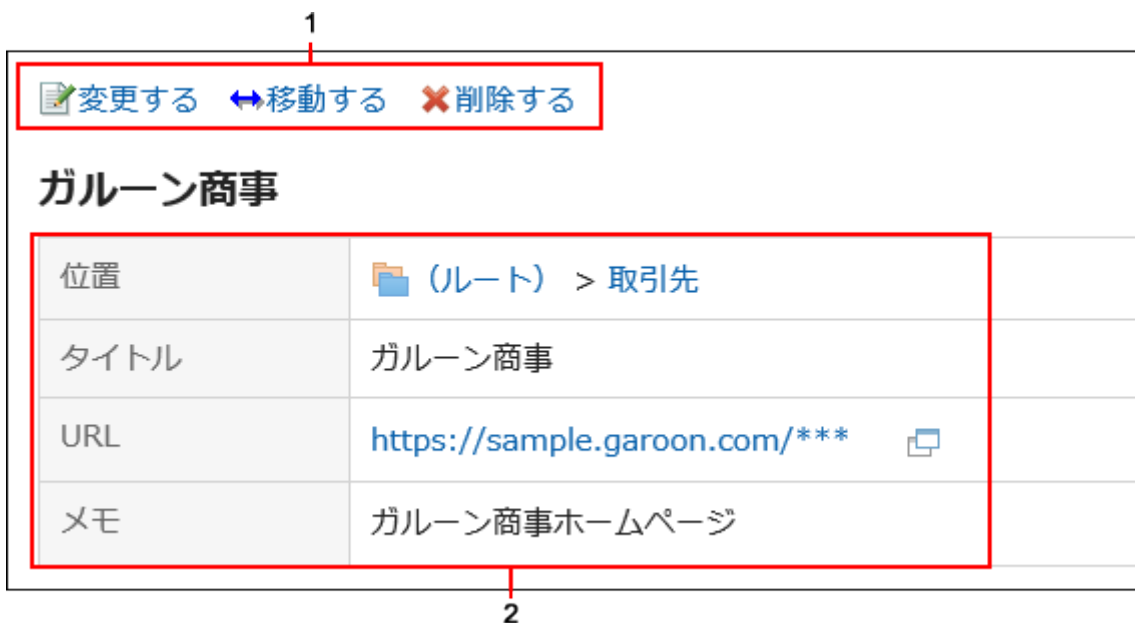 1
変更する 移動する 削除する
ガルーン商事
位置 (ルート) > 取引先
タイトル ガルーン商事
URL https://sample.garoon.com/***
メモ ガルーン商事ホームページ
2